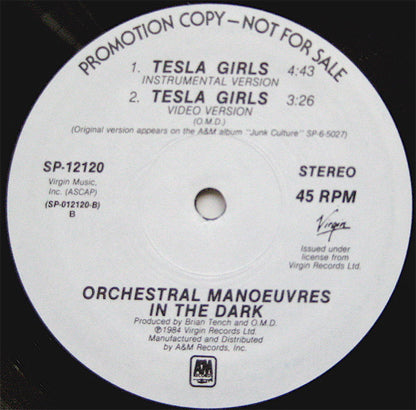 PROMOTION COPY—NOT FOR SALE
1. TESLA GIRLS 4:43
INSTRUMENTAL VERSION
2. TESLA GIRLS 3:26
VIDEO VERSION
(O.M.D.)
(Original version appears on the A&M album "Junk Culture" SP-6-5027)
SP-12120
Virgin Music,
Inc. (ASCAP)
(SP-012120-B)
B
STEREO
45 RPM
Virgin
Issued under
license from
Virgin Records Ltd.
ORCHESTRAL MANOEUVRES
IN THE DARK
Produced by Brian Tench and O.M.D.
℗1984 Virgin Records Ltd.
Manufactured and Distributed
by A&M Records, Inc.
A&M
RECORDS